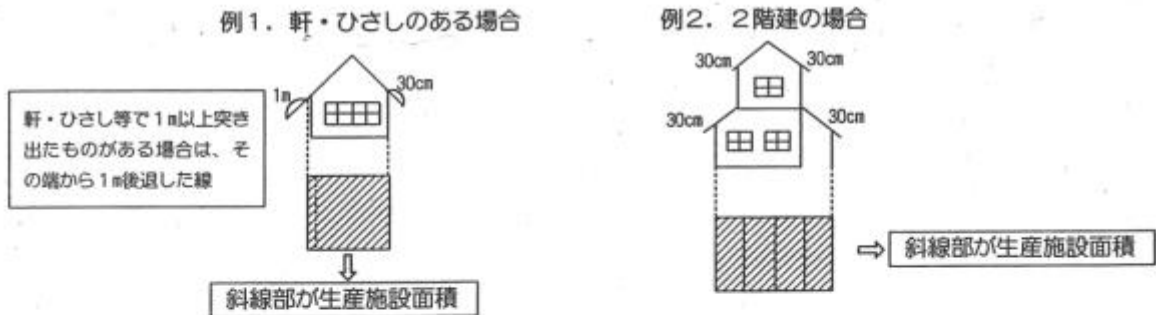 例1．軒・ひさしのある場合
1m
30cm
軒・ひさし等で1m以上突き
出たものがある場合は、そ
の端から1m後退した線
斜線部が生産施設面積
例2．2階建の場合
30cm
30cm
30cm
30cm
斜線部が生産施設面積